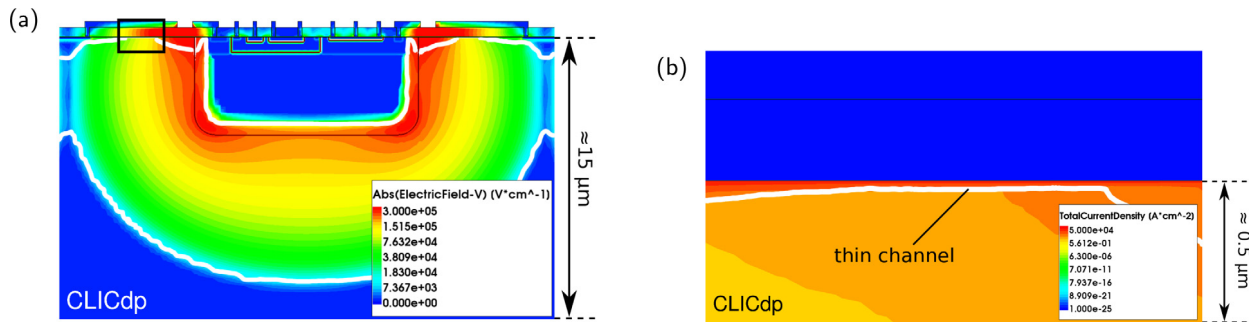 (a)
Abs(ElectricField-V) (V*cm^-1)
3.000e+05
1.515e+05
7.632e+04
3.809e+04
1.830e+04
7.367e+03
0.000e+00
CLICdp
≈15 μm
(b)
thin channel
TotalCurrentDensity (A*cm^-2)
5.000e+04
5.612e-01
6.300e-06
7.071e-11
7.937e-16
8.909e-21
1.000e-25
CLICdp
≈ 0.5 μm